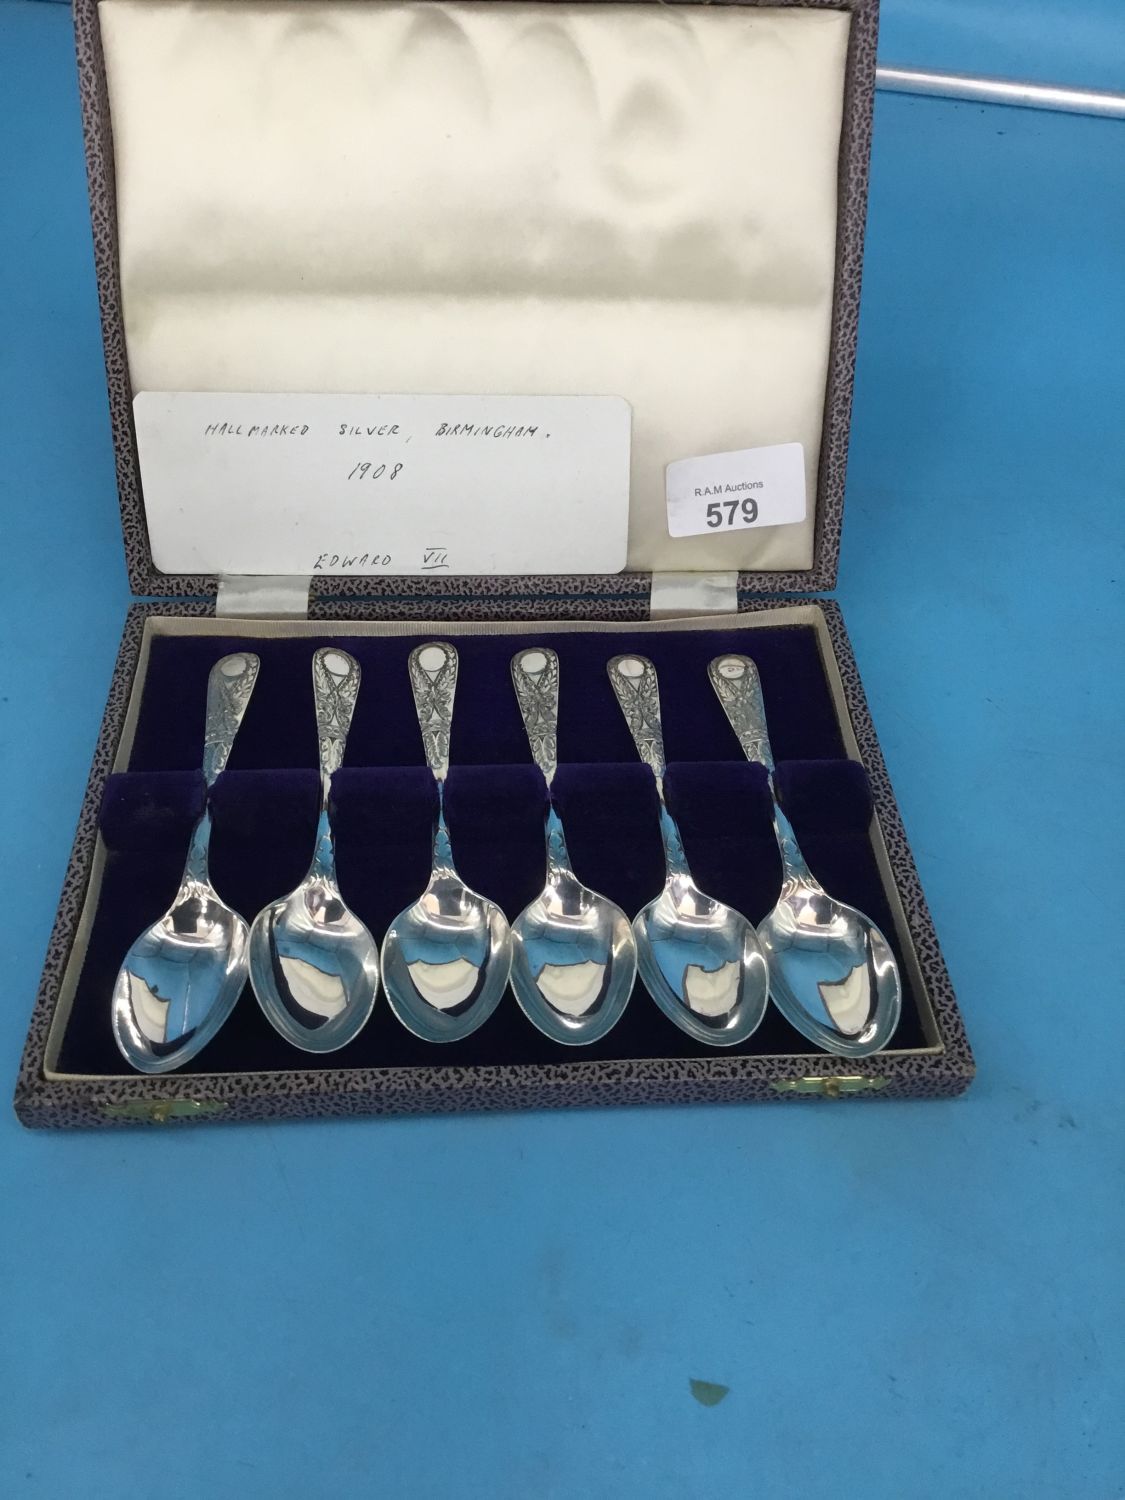 HALLMARKED SILVER, BIRMINGHAM.
1908
EDWARD VII
R.A.M Auctions
579